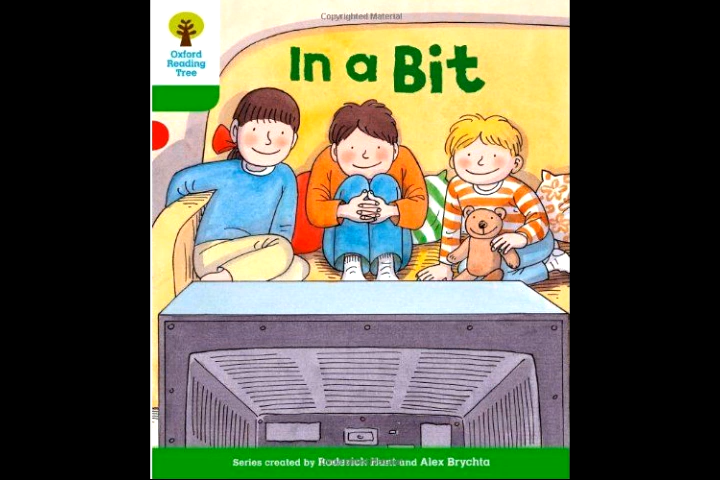 Copyrighted Material
Oxford
Reading
Tree
In a Bit
Series created by Roderick Hunt and Alex Brychta